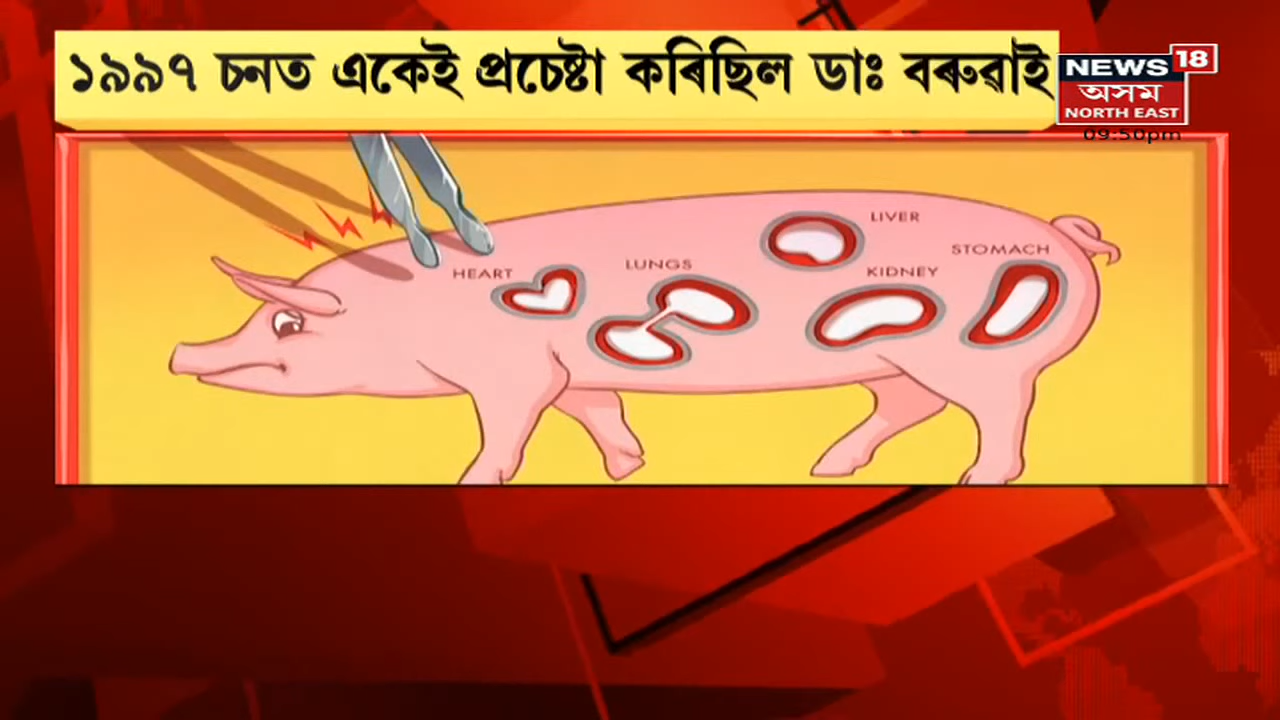 ১৯৯৭ চনত একেই প্ৰচেষ্টা কৰিছিল ডাঃ বৰুৱাই
NEWS 18
অসম
NORTH EAST
09:50pm
LIVER
STOMACH
LUNGS
KIDNEY
HEART